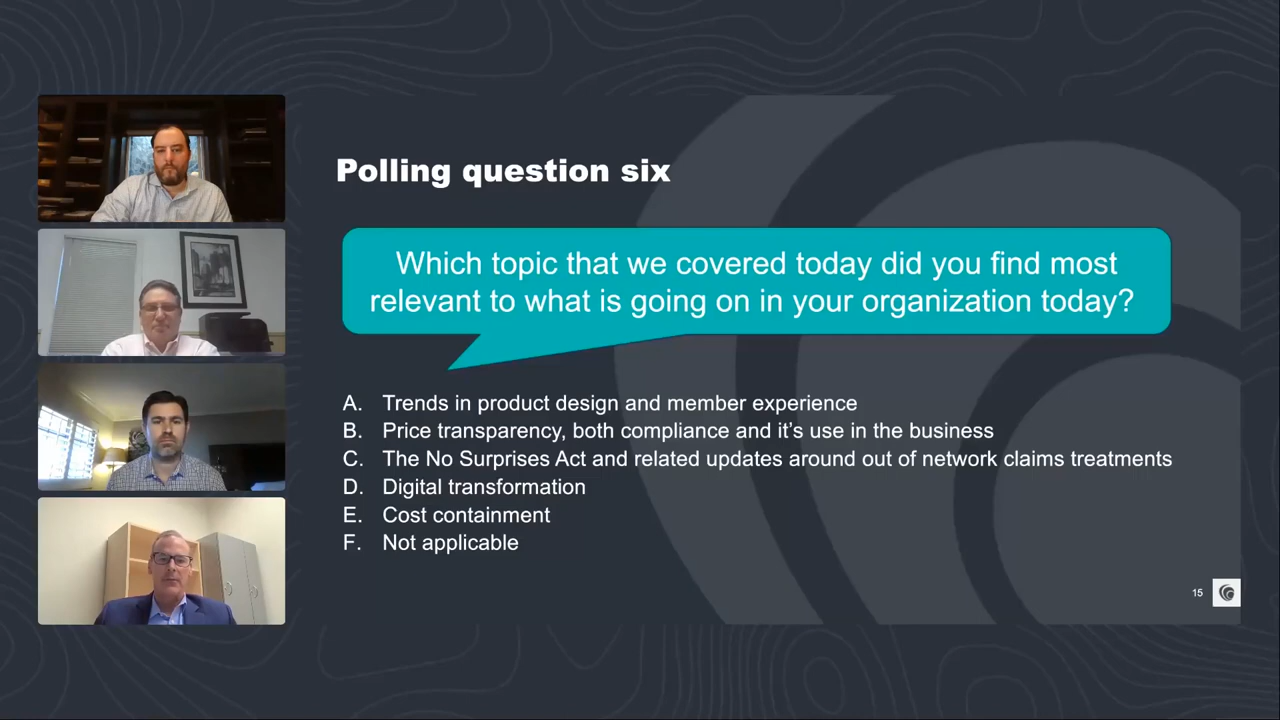 Polling question six
Which topic that we covered today did you find most
relevant to what is going on in your organization today?
A. Trends in product design and member experience
B. Price transparency, both compliance and it's use in the business
C. The No Surprises Act and related updates around out of network claims treatments
D. Digital transformation
E. Cost containment
F. Not applicable
15